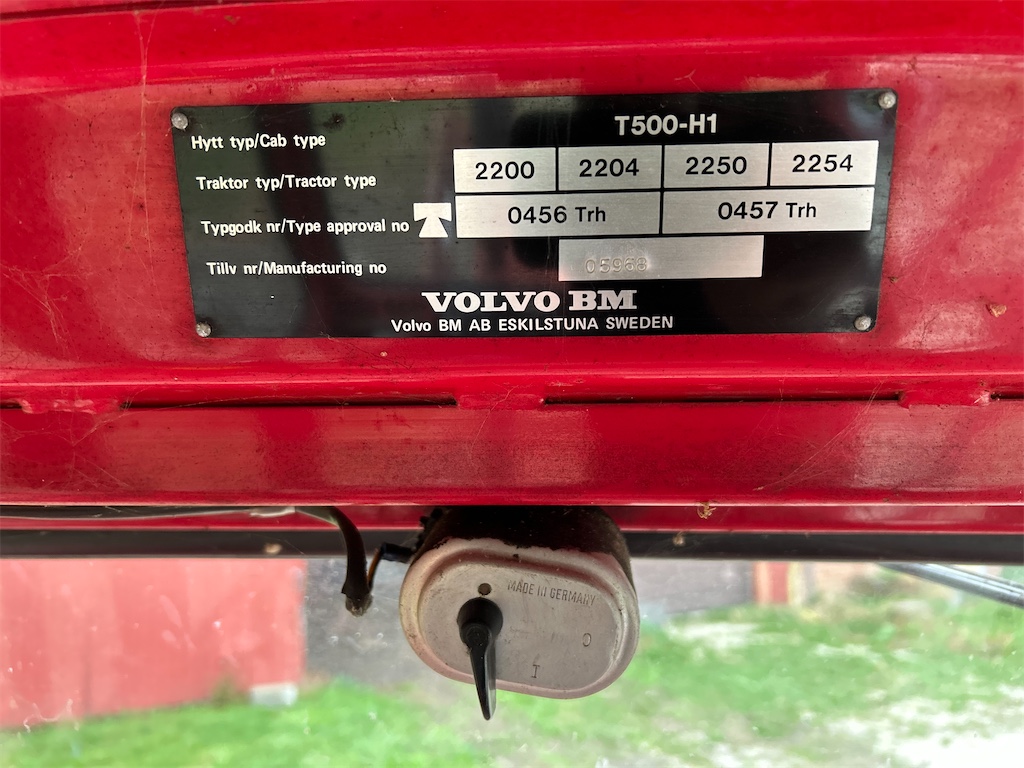 Hytt typ/Cab type T500-H1
Traktor typ/Tractor type 2200 2204 2250 2254
Typgodk nr/Type approval no 0456 Trh 0457 Trh
Tillv nr/Manufacturing no 05968
VOLVO BM
Volvo BM AB ESKILSTUNA SWEDEN
MADE IN GERMANY
O
I